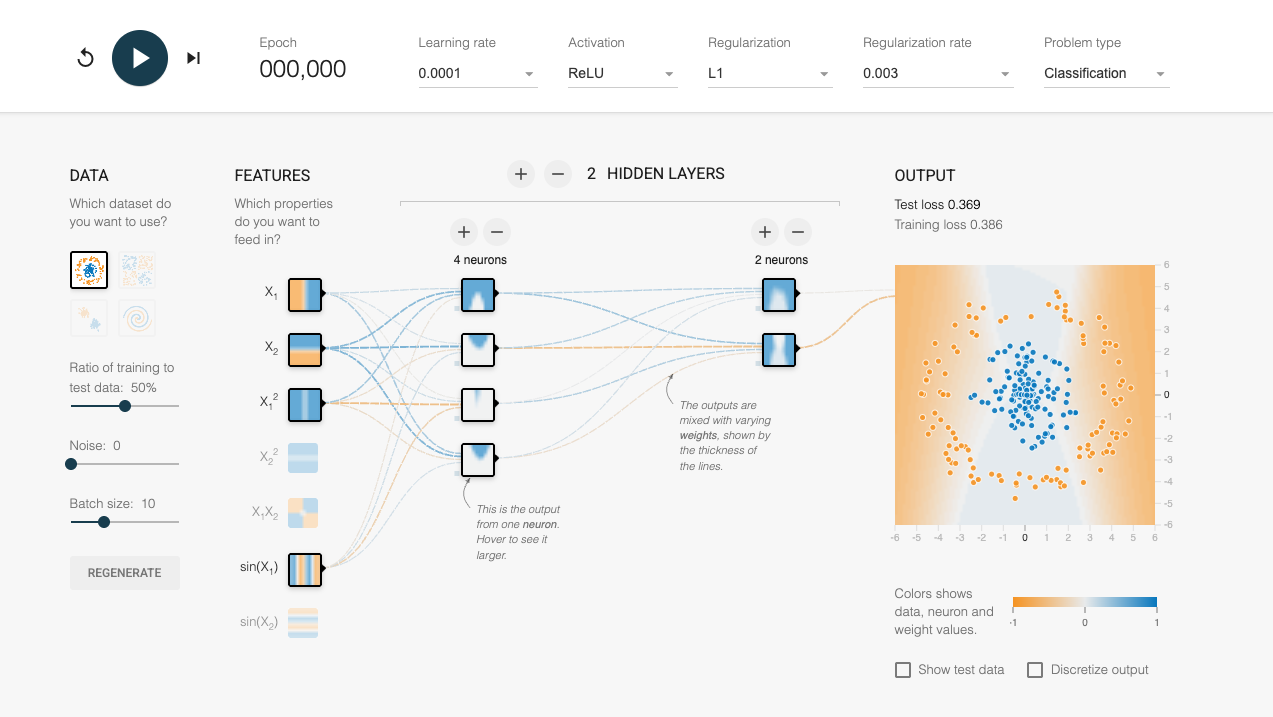 Epoch
000,000
Learning rate
0.0001
Activation
ReLU
Regularization
L1
Regularization rate
0.003
Problem type
Classification
DATA
Which dataset do
you want to use?
Ratio of training to
test data: 50%
Noise: 0
Batch size: 10
REGENERATE
FEATURES
Which properties
do you want to
feed in?
X1
X2
X1²
X2²
X1X2
sin(X1)
sin(X2)
+ − 2 HIDDEN LAYERS
+ −
4 neurons
+ −
2 neurons
The outputs are
mixed with varying
weights, shown by
the thickness of
the lines.
This is the output
from one neuron.
Hover to see it
larger.
OUTPUT
Test loss 0.369
Training loss 0.386
6
5
4
3
2
1
0
-1
-2
-3
-4
-5
-6
-6 -5 -4 -3 -2 -1 0 1 2 3 4 5 6
Colors shows
data, neuron and
weight values.
-1 0 1
Show test data
Discretize output